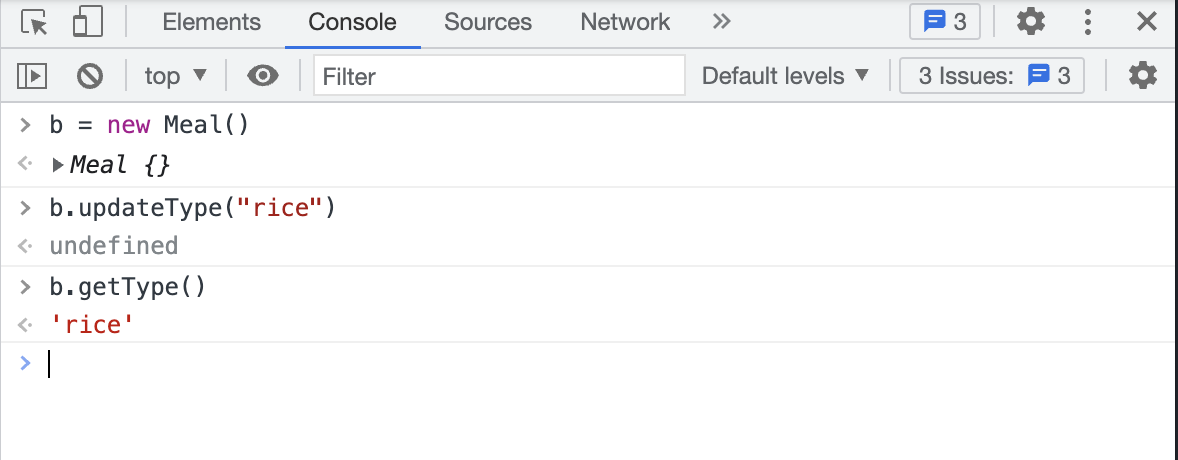 Elements Console Sources Network 3
top Filter Default levels 3 Issues: 3
b = new Meal()
Meal {}
b.updateType("rice")
undefined
b.getType()
'rice'